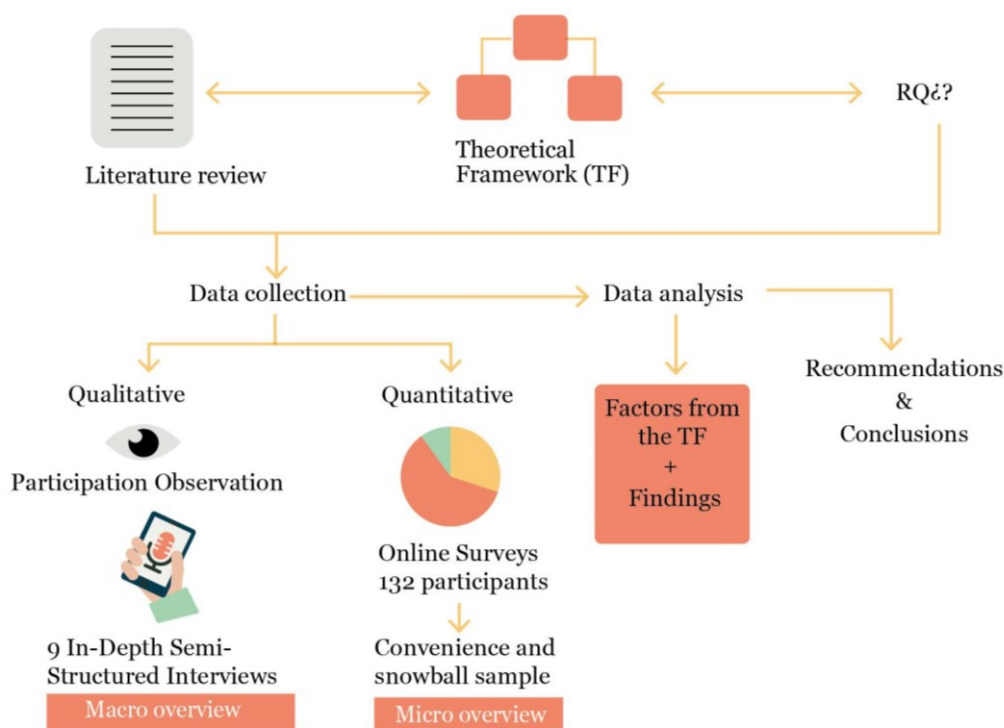 RQ¿?
Theoretical
Framework (TF)
Literature review
Data collection
Data analysis
Recommendations
&
Conclusions
Qualitative
Quantitative
Factors from
the TF
+
Findings
Participation Observation
Online Surveys
132 participants
9 In-Depth Semi-
Structured Interviews
Convenience and
snowball sample
Macro overview
Micro overview